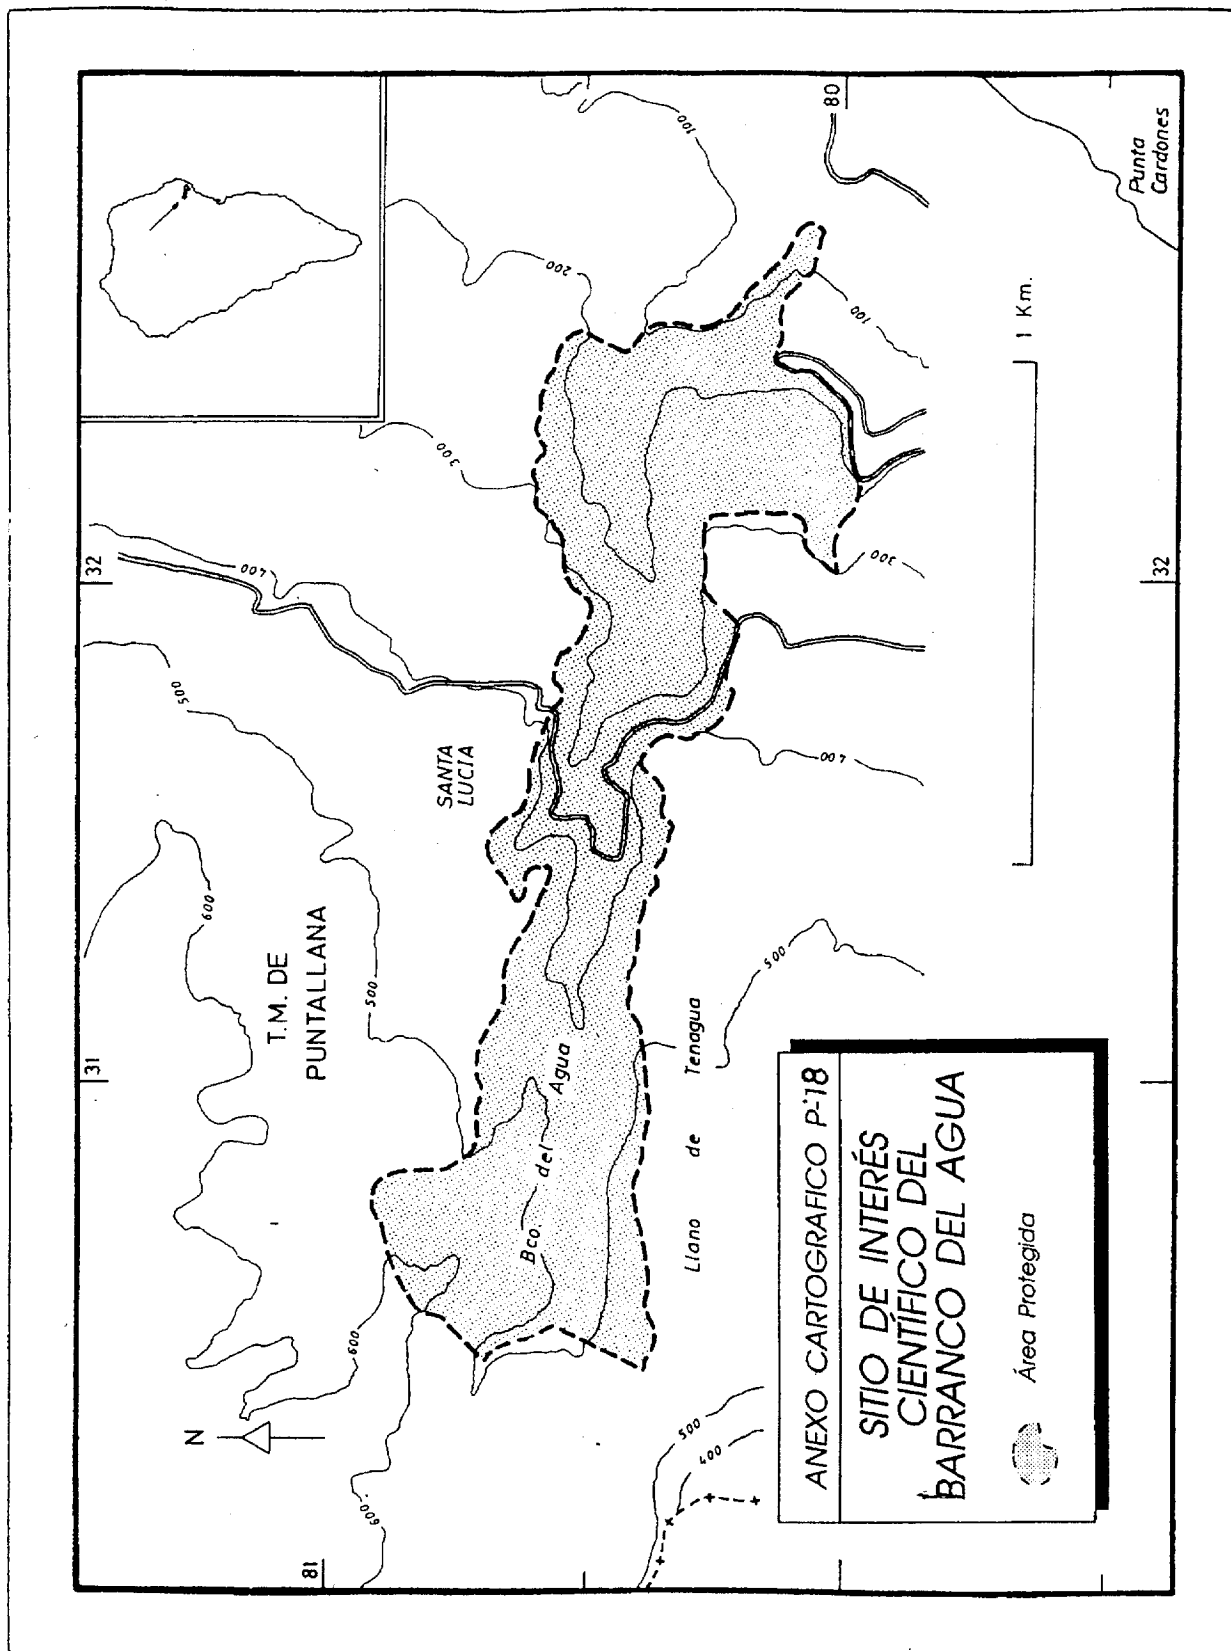 N
31
32
81
80
32
T.M. DE
PUNTALLANA
SANTA
LUCIA
600
600
600
500
500
400
300
200
100
100
300
400
500
500
400
Bco. del Agua
Llano de Tenagua
Punta
Cardones
1 Km.
ANEXO CARTOGRAFICO P-18
SITIO DE INTERÉS
CIENTÍFICO DEL
BARRANCO DEL AGUA
Área Protegida